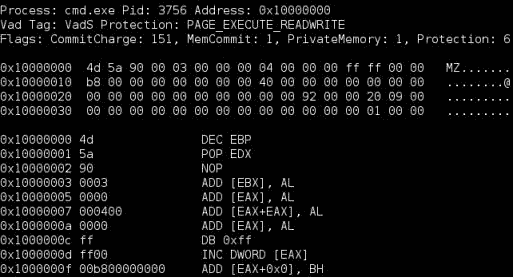 Process: cmd.exe Pid: 3756 Address: 0x10000000
Vad Tag: VadS Protection: PAGE_EXECUTE_READWRITE
Flags: CommitCharge: 151, MemCommit: 1, PrivateMemory: 1, Protection: 6
0x10000000  4d 5a 90 00 03 00 00 00 04 00 00 00 ff ff 00 00   MZ.......
0x10000010  b8 00 00 00 00 00 00 00 40 00 00 00 00 00 00 00   ........@
0x10000020  00 00 00 00 00 00 00 00 00 00 92 00 00 20 09 00   .........
0x10000030  00 00 00 00 00 00 00 00 00 00 00 00 00 01 00 00   .........
0x10000000 4d               DEC EBP
0x10000001 5a               POP EDX
0x10000002 90               NOP
0x10000003 0003             ADD [EBX], AL
0x10000005 0000             ADD [EAX], AL
0x10000007 000400           ADD [EAX+EAX], AL
0x1000000a 0000             ADD [EAX], AL
0x1000000c ff               DB 0xff
0x1000000d ff00             INC DWORD [EAX]
0x1000000f 00b800000000     ADD [EAX+0x0], BH